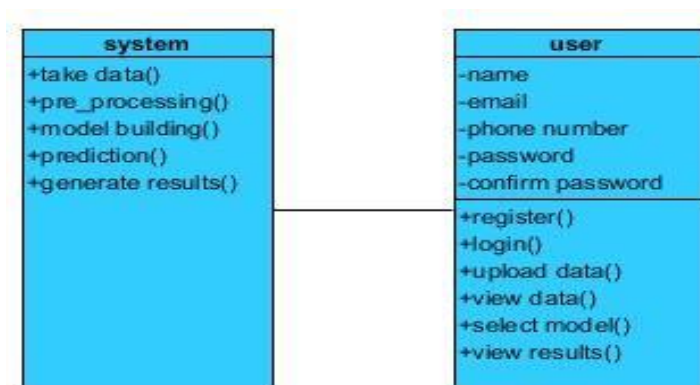 system
+take data()
+pre_processing()
+model building()
+prediction()
+generate results()
user
-name
-email
-phone number
-password
-confirm password
+register()
+login()
+upload data()
+view data()
+select model()
+view results()